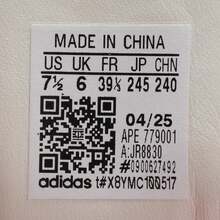 MADE IN CHINA
US UK FR JP CHN
7½ 6 39⅓ 245 240
04/25
APE 779001
A:JR8830
#0900627492
adidas t#X8YMC100517